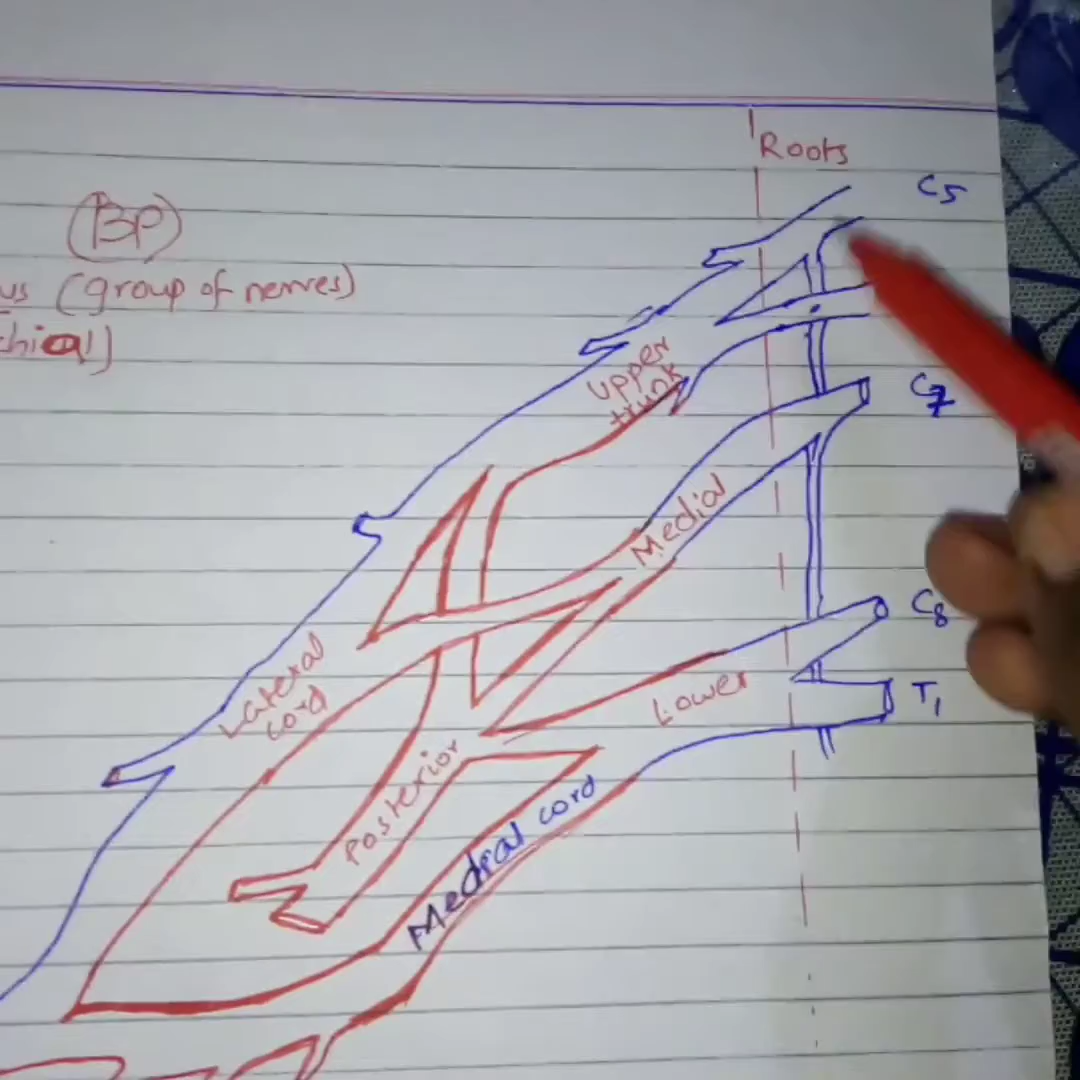 Roots
C5
BP
us (group of nerves)
chial)
Upper
trunk
C7
Medial
C8
Lateral
cord
Lower
T1
Posterior
Medial cord